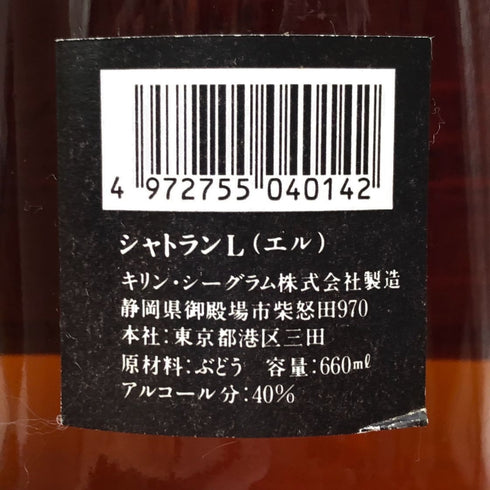 4 972755 040142
シャトランL(エル)
キリン・シーグラム株式会社製造
静岡県御殿場市柴怒田970
本社:東京都港区三田
原材料:ぶどう 容量:660ml
アルコール分:40%